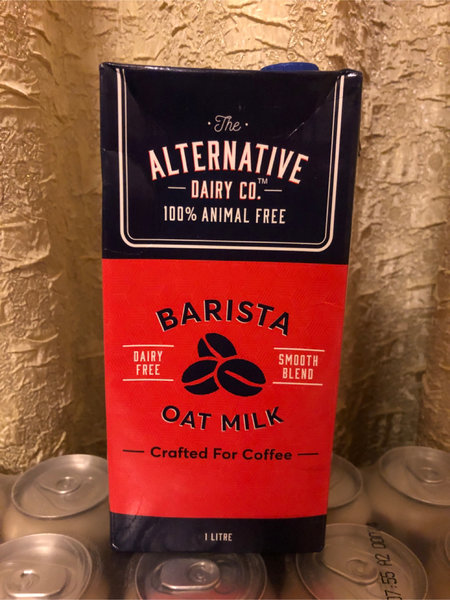 The
ALTERNATIVE
DAIRY CO.™
100% ANIMAL FREE
BARISTA
DAIRY
FREE
SMOOTH
BLEND
OAT MILK
Crafted For Coffee
1 LITRE